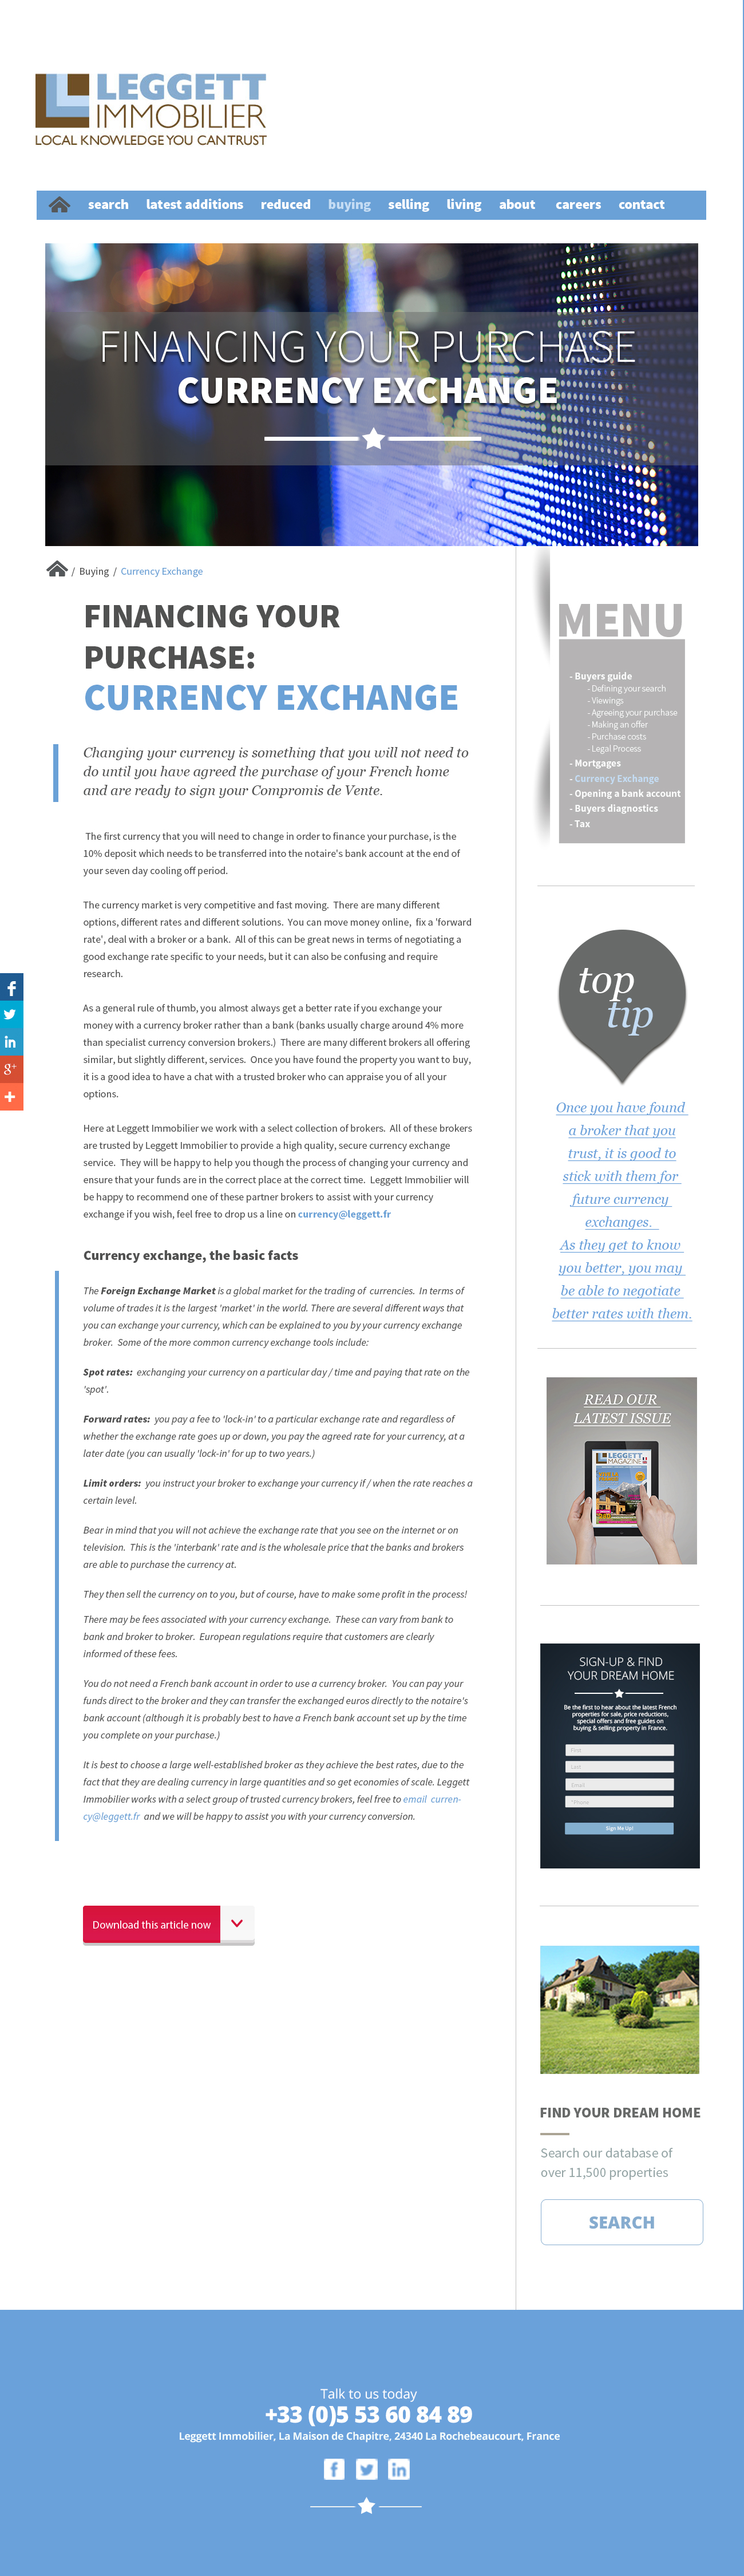 LEGGETT
IMMOBILIER
LOCAL KNOWLEDGE YOU CAN TRUST
search latest additions reduced buying selling living about careers contact
FINANCING YOUR PURCHASE
CURRENCY EXCHANGE
/ Buying / Currency Exchange
FINANCING YOUR
PURCHASE:
CURRENCY EXCHANGE
Changing your currency is something that you will not need to
do until you have agreed the purchase of your French home
and are ready to sign your Compromis de Vente.
The first currency that you will need to change in order to finance your purchase, is the
10% deposit which needs to be transferred into the notaire's bank account at the end of
your seven day cooling off period.
The currency market is very competitive and fast moving. There are many different
options, different rates and different solutions. You can move money online, fix a 'forward
rate', deal with a broker or a bank. All of this can be great news in terms of negotiating a
good exchange rate specific to your needs, but it can also be confusing and require
research.
As a general rule of thumb, you almost always get a better rate if you exchange your
money with a currency broker rather than a bank (banks usually charge around 4% more
than specialist currency conversion brokers.) There are many different brokers all offering
similar, but slightly different, services. Once you have found the property you want to buy,
it is a good idea to have a chat with a trusted broker who can appraise you of all your
options.
Here at Leggett Immobilier we work with a select collection of brokers. All of these brokers
are trusted by Leggett Immobilier to provide a high quality, secure currency exchange
service. They will be happy to help you though the process of changing your currency and
ensure that your funds are in the correct place at the correct time. Leggett Immobilier will
be happy to recommend one of these partner brokers to assist with your currency
exchange if you wish, feel free to drop us a line on currency@leggett.fr
Currency exchange, the basic facts
The Foreign Exchange Market is a global market for the trading of currencies. In terms of
volume of trades it is the largest 'market' in the world. There are several different ways that
you can exchange your currency, which can be explained to you by your currency exchange
broker. Some of the more common currency exchange tools include:
Spot rates: exchanging your currency on a particular day / time and paying that rate on the
'spot'.
Forward rates: you pay a fee to 'lock-in' to a particular exchange rate and regardless of
whether the exchange rate goes up or down, you pay the agreed rate for your currency, at a
later date (you can usually 'lock-in' for up to two years.)
Limit orders: you instruct your broker to exchange your currency if / when the rate reaches a
certain level.
Bear in mind that you will not achieve the exchange rate that you see on the internet or on
television. This is the 'interbank' rate and is the wholesale price that the banks and brokers
are able to purchase the currency at.
They then sell the currency on to you, but of course, have to make some profit in the process!
There may be fees associated with your currency exchange. These can vary from bank to
bank and broker to broker. European regulations require that customers are clearly
informed of these fees.
You do not need a French bank account in order to use a currency broker. You can pay your
funds direct to the broker and they can transfer the exchanged euros directly to the notaire's
bank account (although it is probably best to have a French bank account set up by the time
you complete on your purchase.)
It is best to choose a large well-established broker as they achieve the best rates, due to the
fact that they are dealing currency in large quantities and so get economies of scale. Leggett
Immobilier works with a select group of trusted currency brokers, feel free to email curren-
cy@leggett.fr and we will be happy to assist you with your currency conversion.
Download this article now
MENU
- Buyers guide
- Defining your search
- Viewings
- Agreeing your purchase
- Making an offer
- Purchase costs
- Legal Process
- Mortgages
- Currency Exchange
- Opening a bank account
- Buyers diagnostics
- Tax
top
tip
Once you have found
a broker that you
trust, it is good to
stick with them for
future currency
exchanges.
As they get to know
you better, you may
be able to negotiate
better rates with them.
READ OUR
LATEST ISSUE
LEGGETT
MAGAZINE
SIGN-UP & FIND
YOUR DREAM HOME
Be the first to hear about the latest French
properties for sale, price reductions,
special offers and free guides on
buying & selling property in France.
First
Last
Email
*Phone
Sign Me Up!
FIND YOUR DREAM HOME
Search our database of
over 11,500 properties
SEARCH
Talk to us today
+33 (0)5 53 60 84 89
Leggett Immobilier, La Maison de Chapitre, 24340 La Rochebeaucourt, France